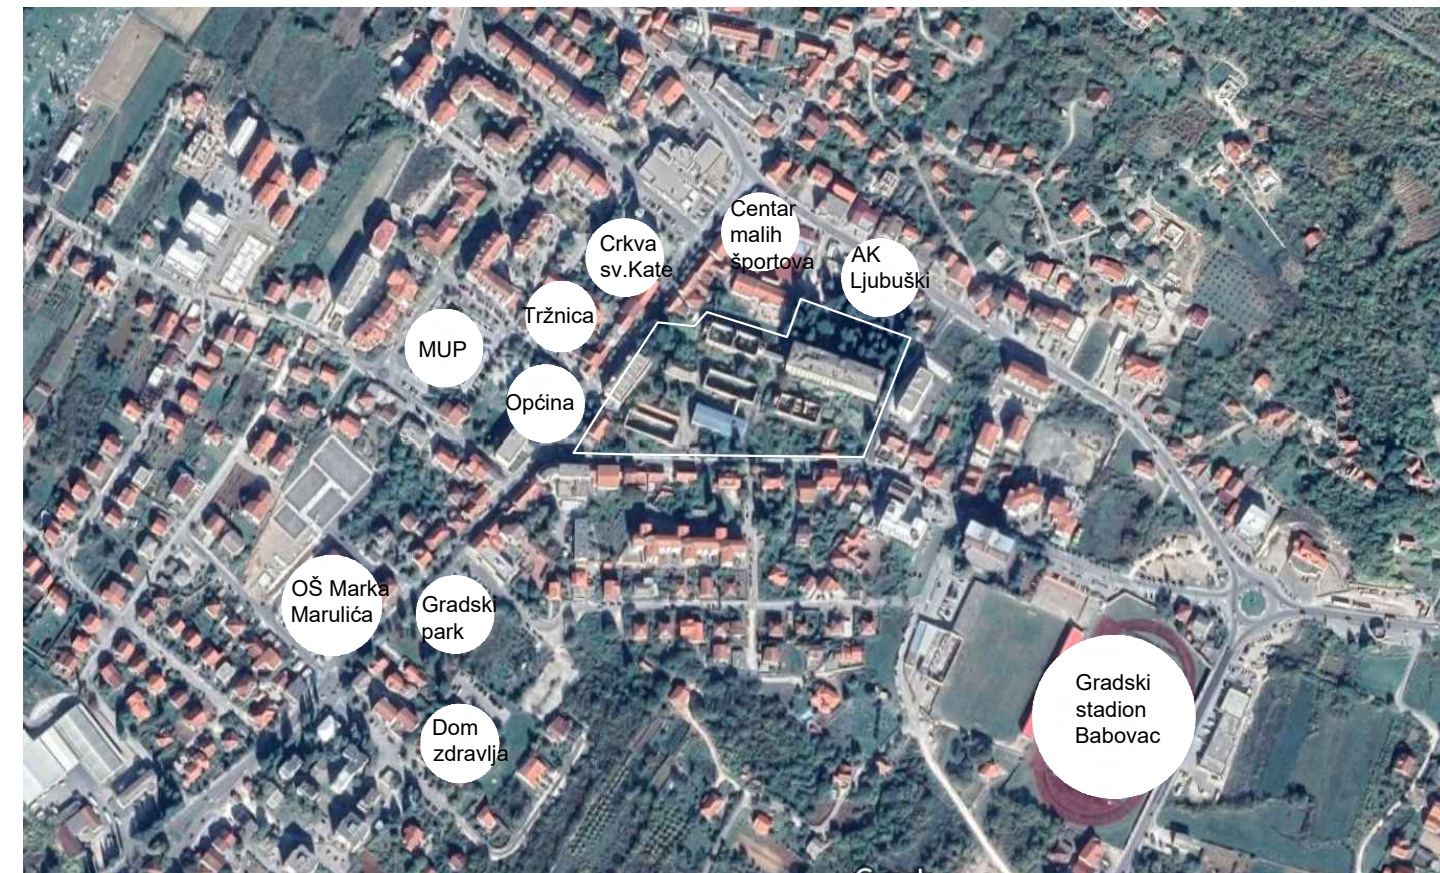 Centar
malih
športova
Crkva
sv.Kate
AK
Ljubuški
Tržnica
MUP
Općina
OŠ Marka
Marulića
Gradski
park
Dom
zdravlja
Gradski
stadion
Babovac